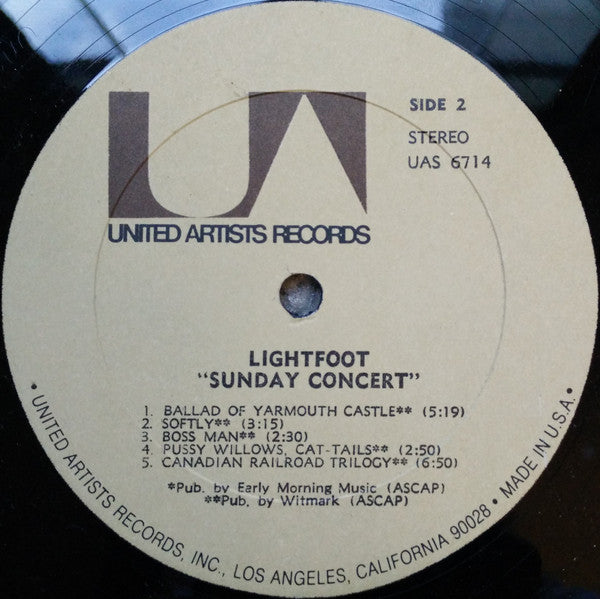 UA
SIDE 2
STEREO
UAS 6714
UNITED ARTISTS RECORDS
LIGHTFOOT
"SUNDAY CONCERT"
1. BALLAD OF YARMOUTH CASTLE** (5:19)
2. SOFTLY** (3:15)
3. BOSS MAN** (2:30)
4. PUSSY WILLOWS, CAT-TAILS** (2:50)
5. CANADIAN RAILROAD TRILOGY** (6:50)
*Pub. by Early Morning Music (ASCAP)
**Pub. by Witmark (ASCAP)
• UNITED ARTISTS RECORDS, INC., LOS ANGELES, CALIFORNIA 90028 • MADE IN U.S.A. •